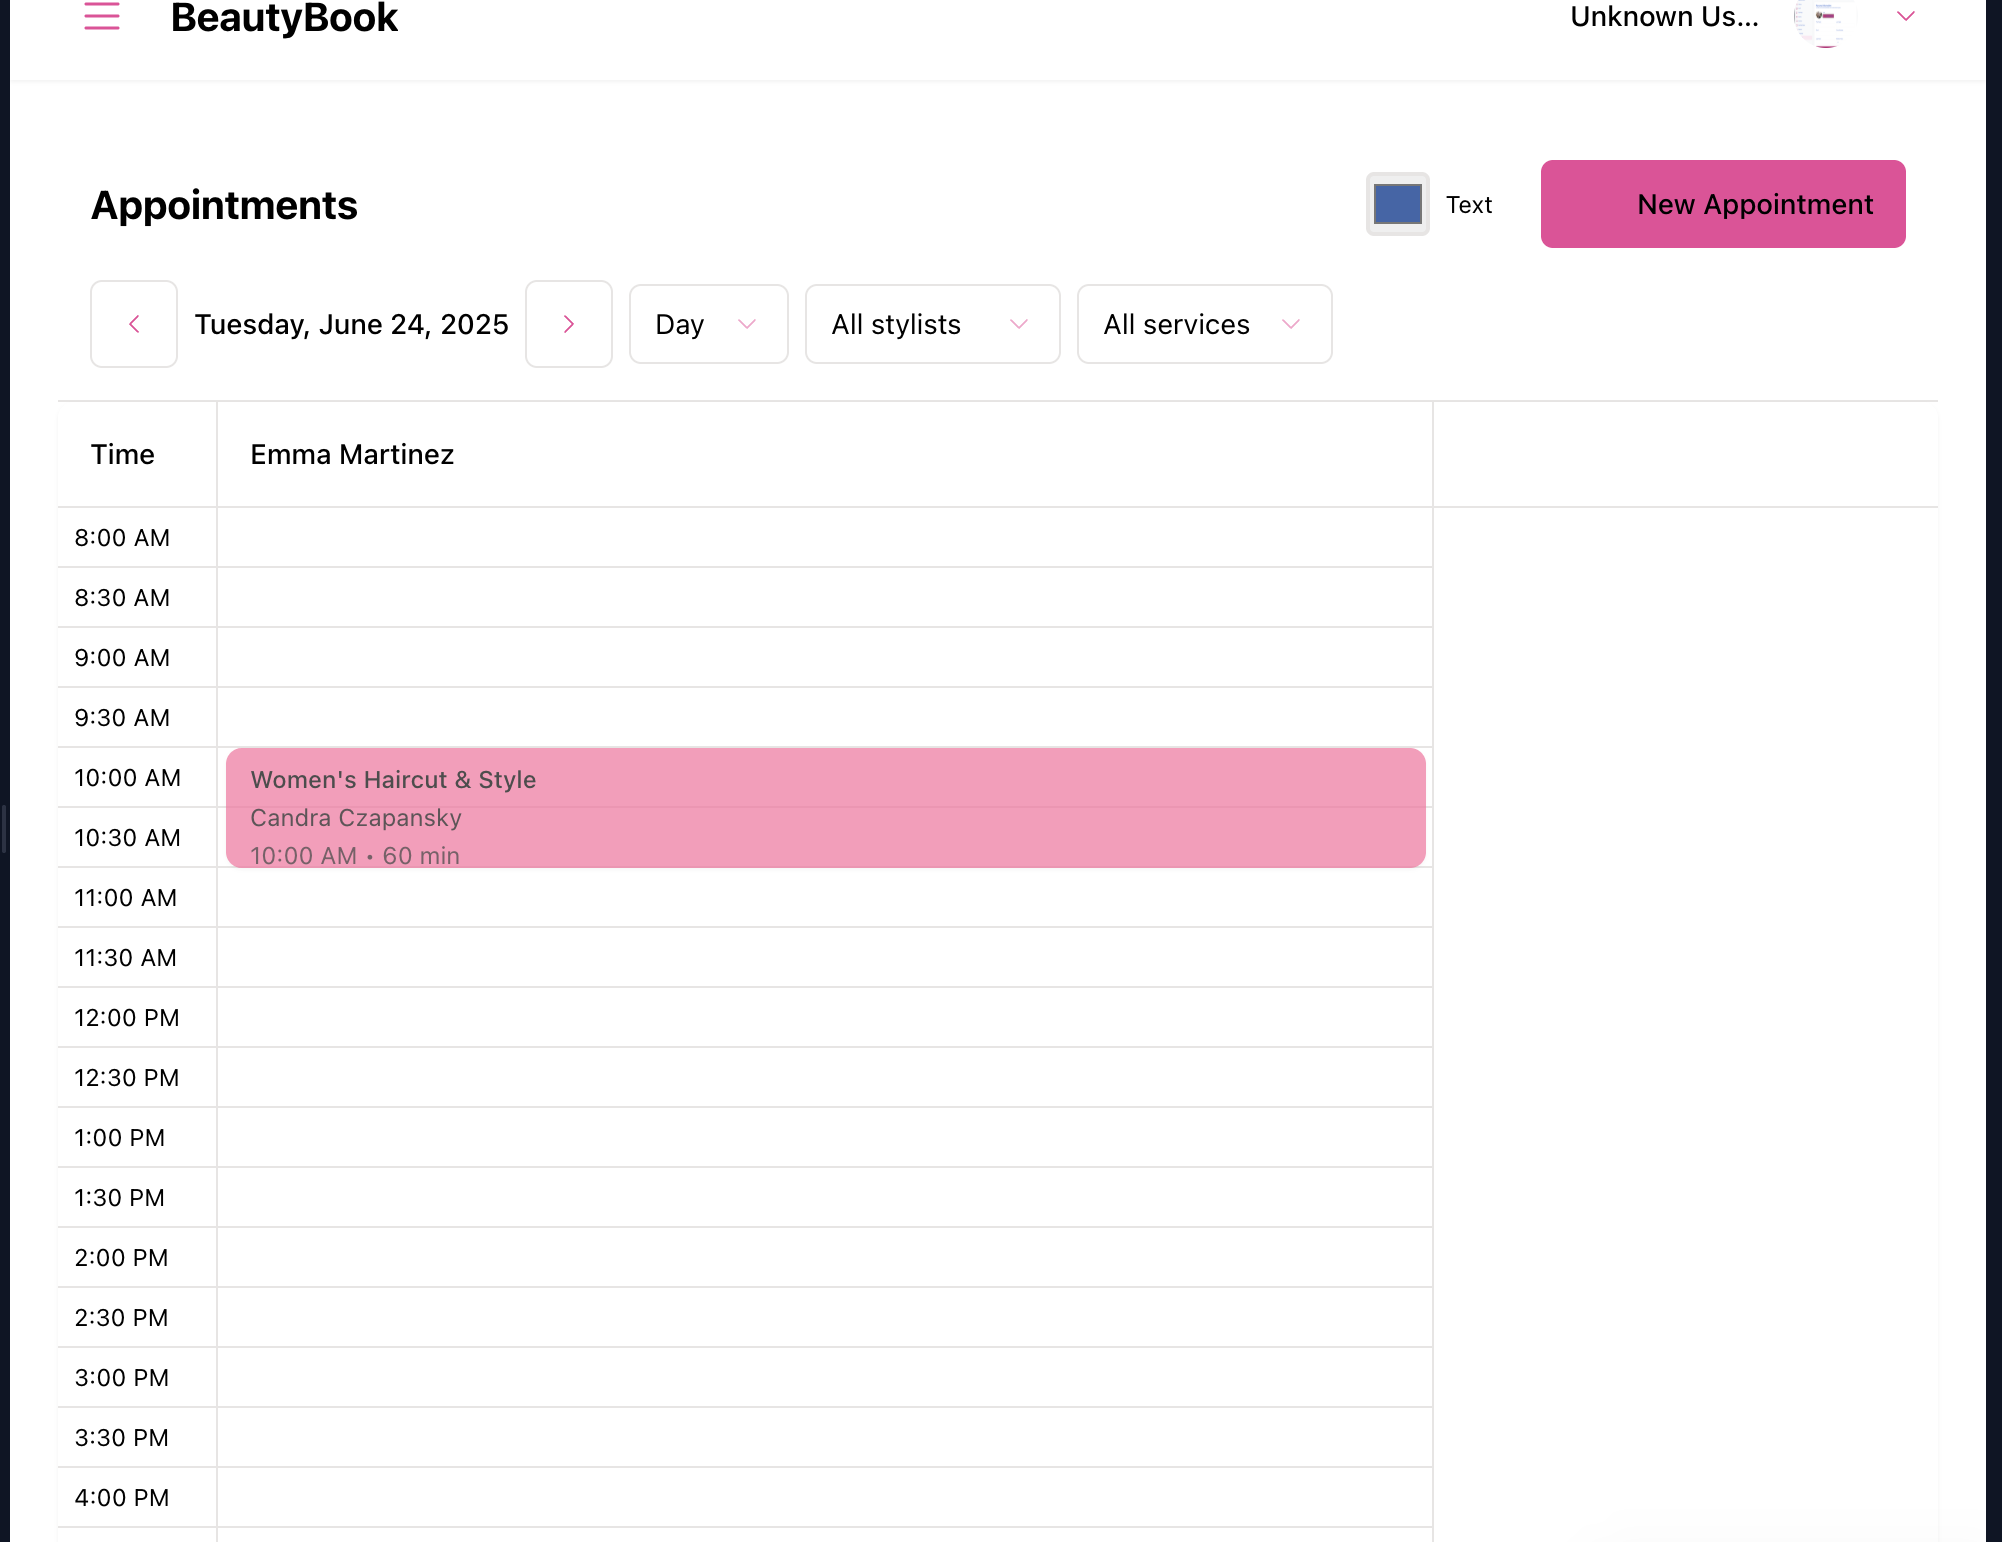 BeautyBook
Unknown Us...
Appointments
Text
New Appointment
Tuesday, June 24, 2025
Day
All stylists
All services
Time
Emma Martinez
8:00 AM
8:30 AM
9:00 AM
9:30 AM
10:00 AM
Women's Haircut & Style
Candra Czapansky
10:30 AM
10:00 AM • 60 min
11:00 AM
11:30 AM
12:00 PM
12:30 PM
1:00 PM
1:30 PM
2:00 PM
2:30 PM
3:00 PM
3:30 PM
4:00 PM